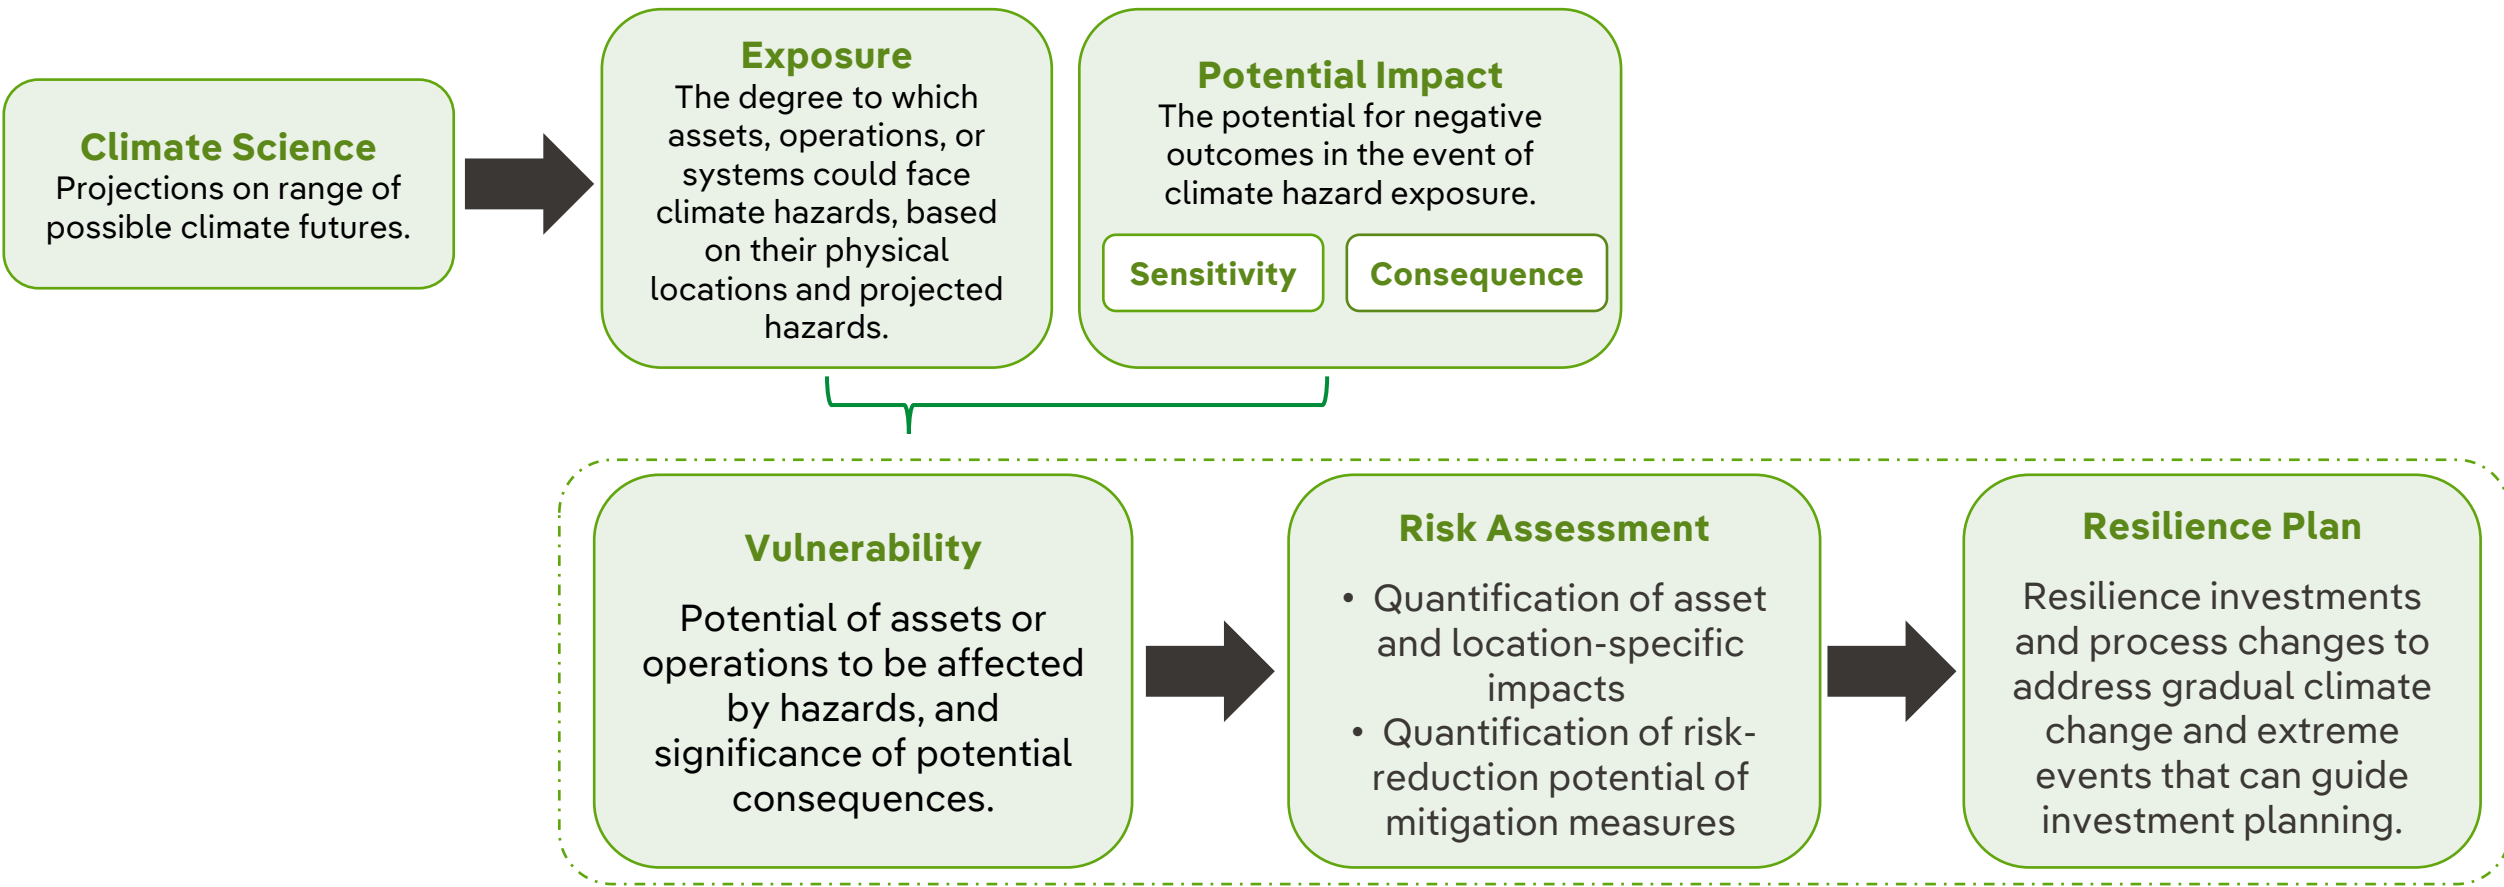 Climate Science
Projections on range of
possible climate futures.
Exposure
The degree to which
assets, operations, or
systems could face
climate hazards, based
on their physical
locations and projected
hazards.
Potential Impact
The potential for negative
outcomes in the event of
climate hazard exposure.
Sensitivity
Consequence
Vulnerability
Potential of assets or
operations to be affected
by hazards, and
significance of potential
consequences.
Risk Assessment
• Quantification of asset
and location-specific
impacts
• Quantification of risk-
reduction potential of
mitigation measures
Resilience Plan
Resilience investments
and process changes to
address gradual climate
change and extreme
events that can guide
investment planning.